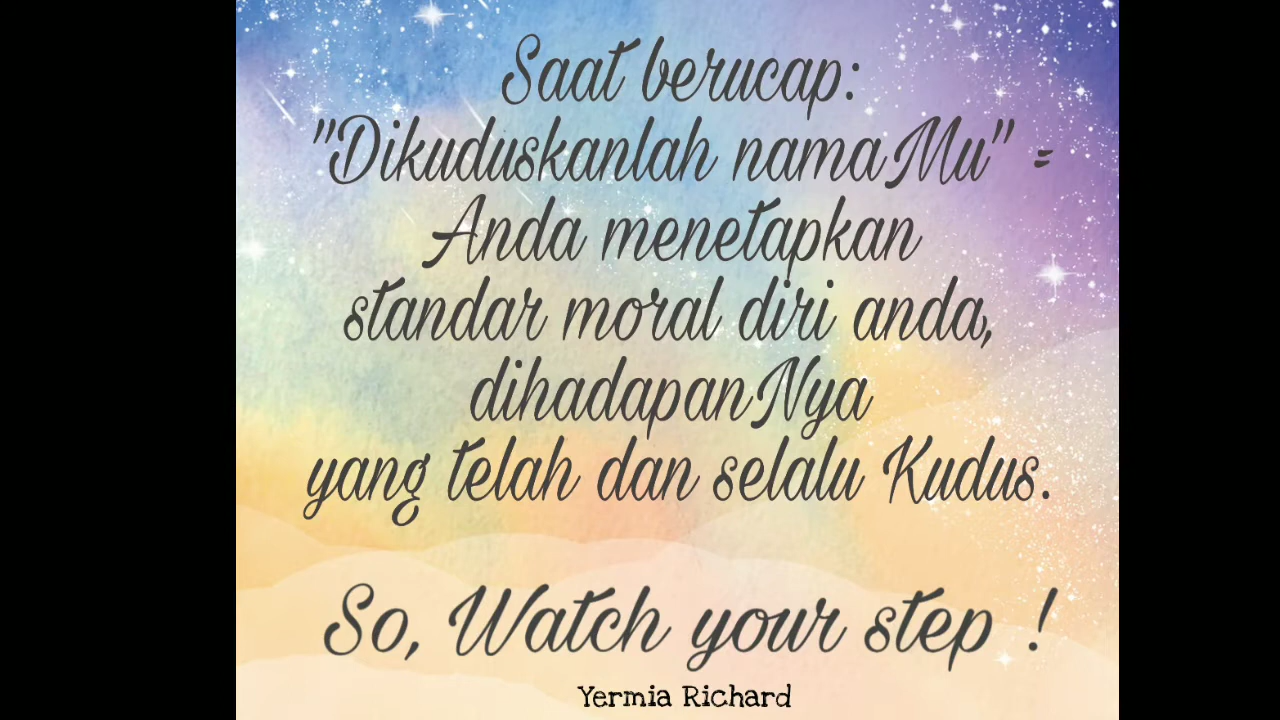 Saat berucap:
"Dikuduskanlah namaMu" =
Anda menetapkan
standar moral diri anda,
dihadapanNya
yang telah dan selalu Kudus.
So, Watch your step !
Yermia Richard